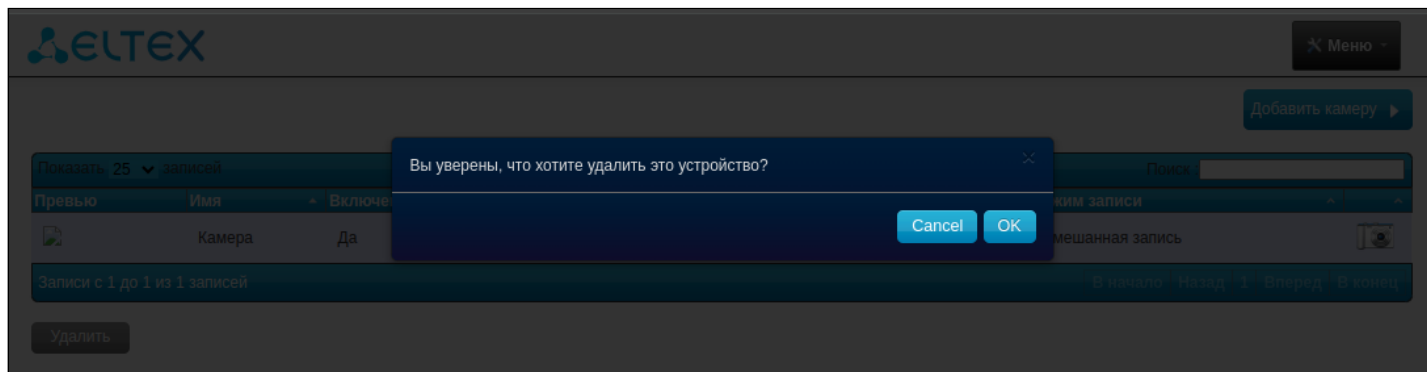 ELTEX
Меню
Добавить камеру
Вы уверены, что хотите удалить это устройство?
Показать 25 записей
Поиск
Превью Имя Включе жим записи
Cancel OK
Камера Да мешанная запись
Записи с 1 до 1 из 1 записей
В начало Назад 1 Вперед В конец
Удалить